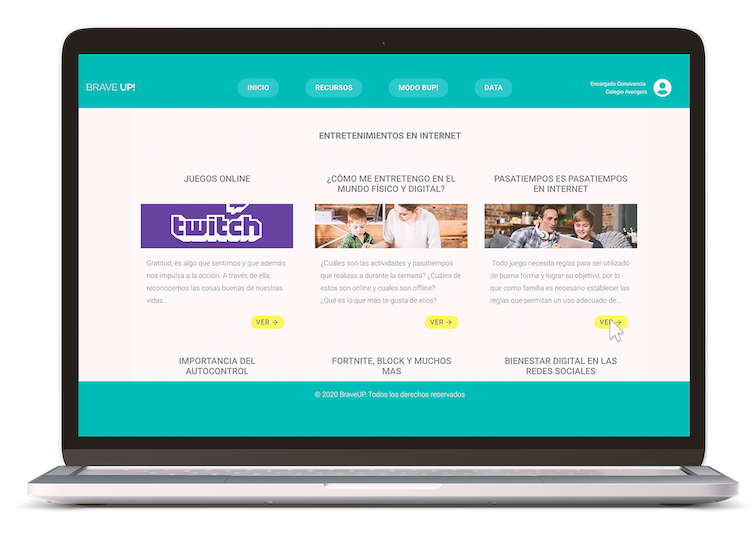 BRAVE UP!
INICIO
RECURSOS
MODO BUP!
DATA
Encargado Convivencia
Colegio Avengers
ENTRETENIMIENTOS EN INTERNET
JUEGOS ONLINE
twitch
Gratitud, es algo que sentimos y que además
nos impulsa a la acción. A través de ella,
reconocemos las cosas buenas de nuestras
vidas...
VER →
¿CÓMO ME ENTRETENGO EN EL
MUNDO FÍSICO Y DIGITAL?
¿Cuáles son las actividades y pasatiempos
que realizas a durante la semana? ¿Cuáles de
estos son online y cuales son offline?
¿Qué es lo que más te gusta de ellos?
VER →
PASATIEMPOS ES PASATIEMPOS
EN INTERNET
Todo juego necesita reglas para ser utilizado
de buena forma y lograr su objetivo, por lo
que como familia es necesario establecer las
reglas que permitan un uso adecuado de...
VER →
IMPORTANCIA DEL
AUTOCONTROL
FORTNITE, BLOCK Y MUCHOS
MAS
BIENESTAR DIGITAL EN LAS
REDES SOCIALES
© 2020 BraveUP. Todos los derechos reservados